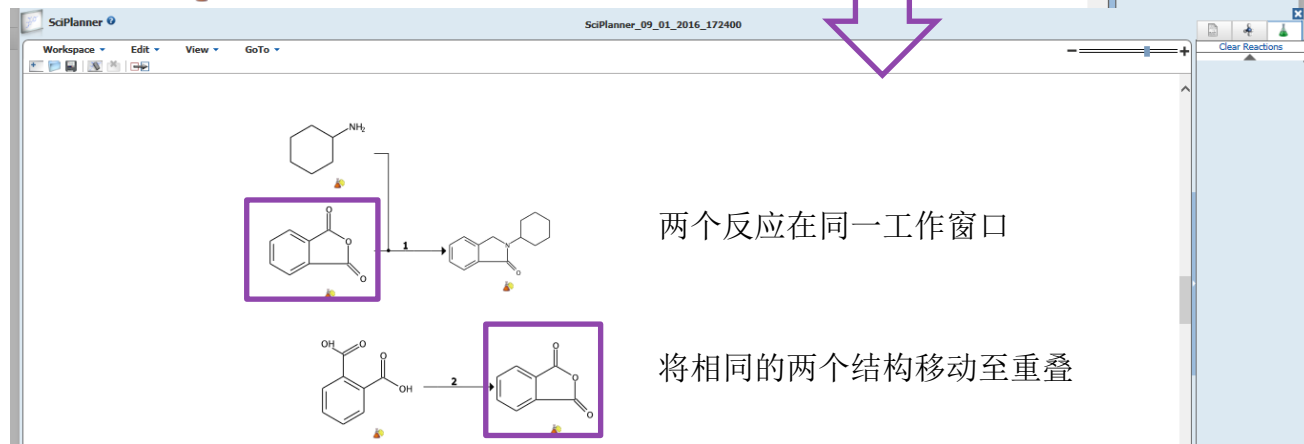 SciPlanner
SciPlanner_09_01_2016_172400
Workspace Edit View GoTo
Clear Reactions
NH₂
O
O
O
1
N
O
两个反应在同一工作窗口
OH
O
O
OH
2
O
O
O
将相同的两个结构移动至重叠